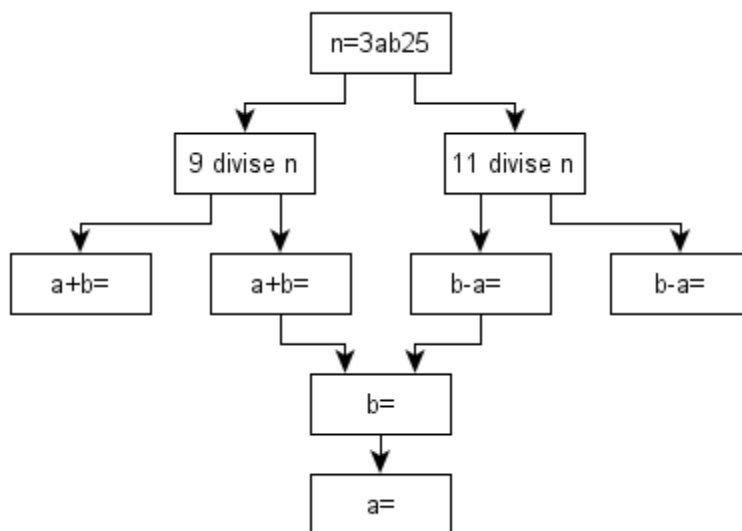 n=3ab25
9 divise n
11 divise n
a+b=
a+b=
b-a=
b-a=
b=
a=